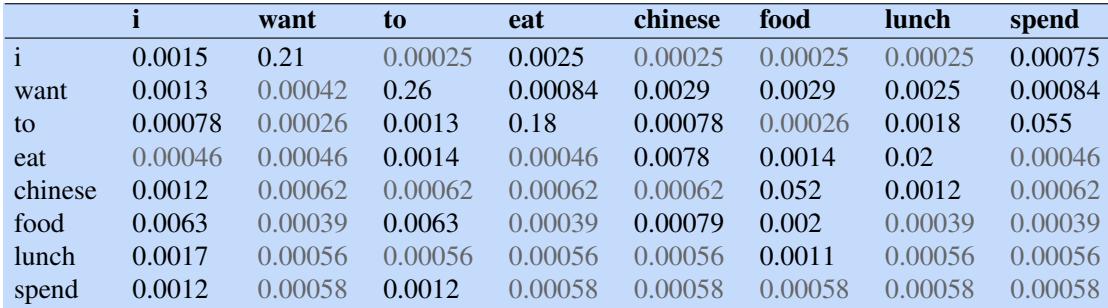 i want to eat chinese food lunch spend
i 0.0015 0.21 0.00025 0.0025 0.00025 0.00025 0.00025 0.00075
want 0.0013 0.00042 0.26 0.00084 0.0029 0.0029 0.0025 0.00084
to 0.00078 0.00026 0.0013 0.18 0.00078 0.00026 0.0018 0.055
eat 0.00046 0.00046 0.0014 0.00046 0.0078 0.0014 0.02 0.00046
chinese 0.0012 0.00062 0.00062 0.00062 0.00062 0.052 0.0012 0.00062
food 0.0063 0.00039 0.0063 0.00039 0.00079 0.002 0.00039 0.00039
lunch 0.0017 0.00056 0.00056 0.00056 0.00056 0.0011 0.00056 0.00056
spend 0.0012 0.00058 0.0012 0.00058 0.00058 0.00058 0.00058 0.00058